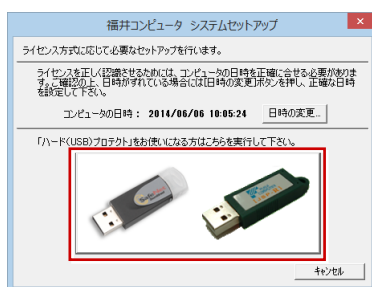 福井コンピュータ システムセットアップ
ライセンス方式に応じて必要なセットアップを行います。
ライセンスを正しく認識させるためには、コンピュータの日時を正確に合せる必要がありま
す。ご確認の上、日時がずれている場合には[日時の変更]ボタンを押し、正確な日時
を設定して下さい。
コンピュータの日時： 2014/06/06 10:05:24
日時の変更...
「ハード(USB)プロテクト」をお使いになる方はこちらを実行して下さい。
キャンセル